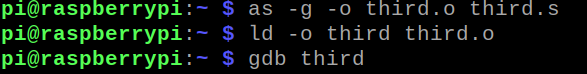 pi@raspberrypi:~ $ as -g -o third.o third.s
pi@raspberrypi:~ $ ld -o third third.o
pi@raspberrypi:~ $ gdb third